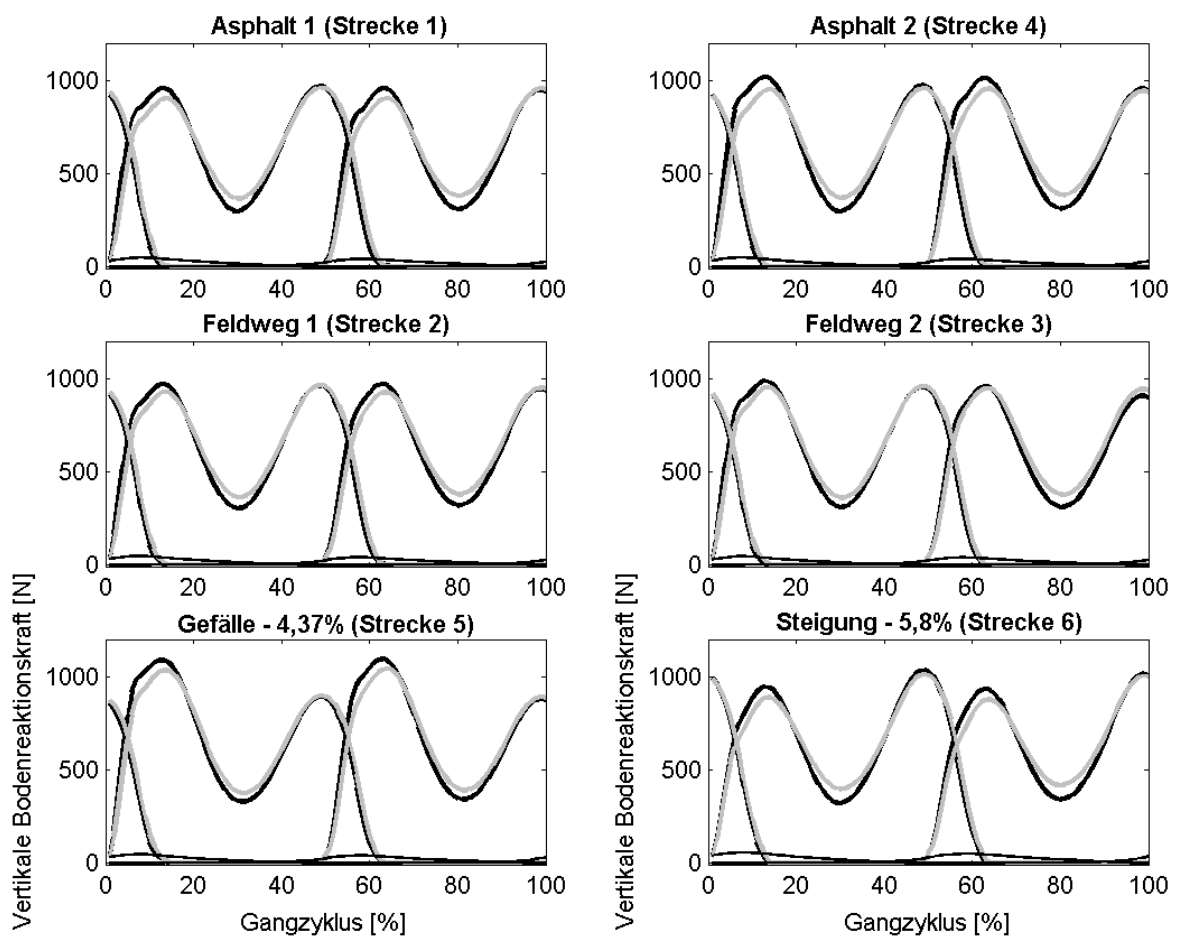 Asphalt 1 (Strecke 1)
1000
500
0
0 20 40 60 80 100
Asphalt 2 (Strecke 4)
1000
500
0
0 20 40 60 80 100
Feldweg 1 (Strecke 2)
1000
500
0
0 20 40 60 80 100
Feldweg 2 (Strecke 3)
1000
500
0
0 20 40 60 80 100
Gefälle - 4,37% (Strecke 5)
1000
500
0
0 20 40 60 80 100
Gangzyklus [%]
Vertikale Bodenreaktionskraft [N]
Steigung - 5,8% (Strecke 6)
1000
500
0
0 20 40 60 80 100
Gangzyklus [%]
Vertikale Bodenreaktionskraft [N]